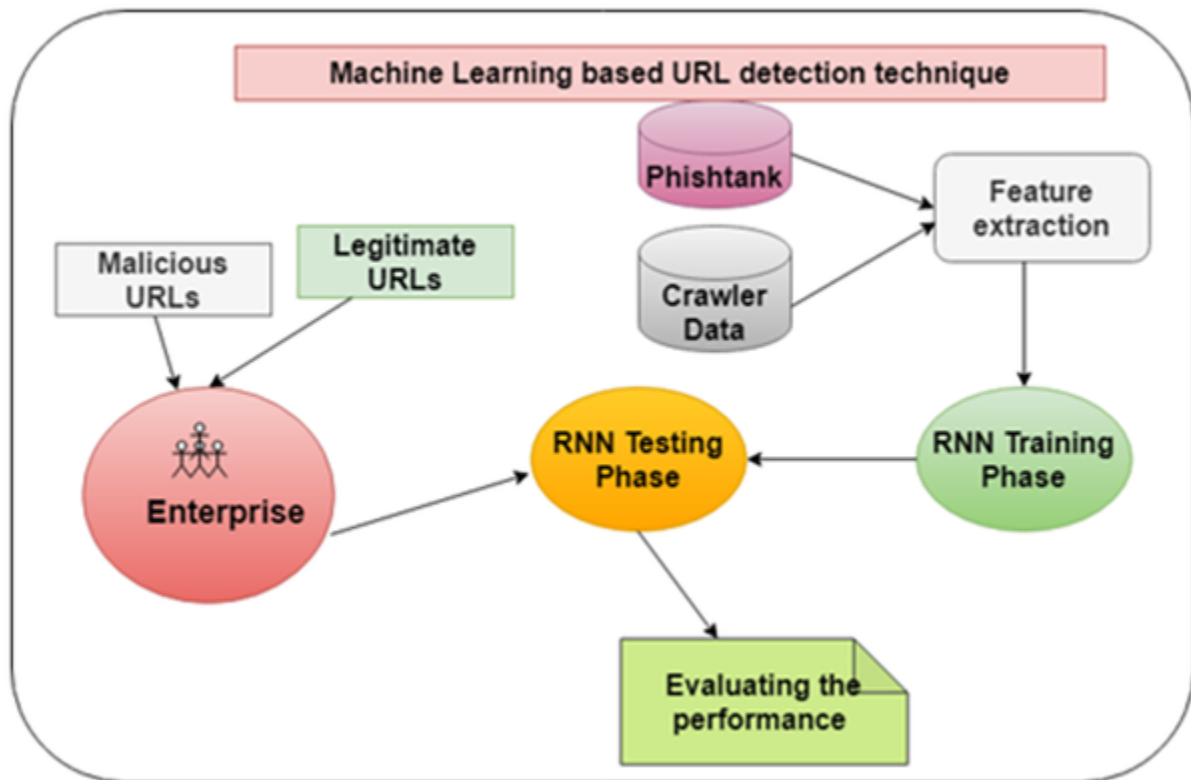 Machine Learning based URL detection technique
Phishtank
Feature
extraction
Legitimate
URLs
Malicious
URLs
Crawler
Data
RNN Testing
Phase
RNN Training
Phase
Enterprise
Evaluating the
performance